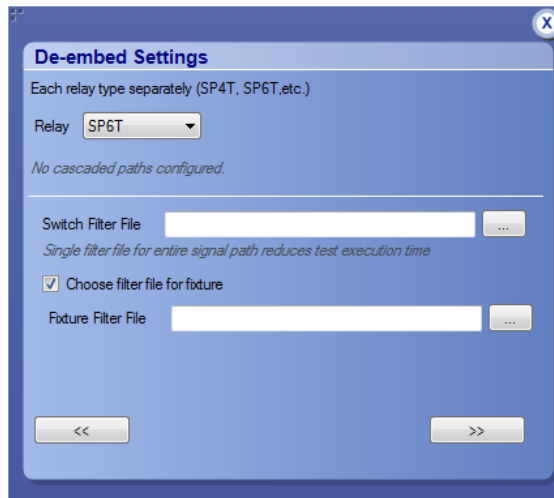 X
De-embed Settings
Each relay type separately (SP4T, SP6T,etc.)
Relay SP6T
No cascaded paths configured.
Switch Filter File ...
Single filter file for entire signal path reduces test execution time
Choose filter file for fixture
Fixture Filter File ...
<< >>